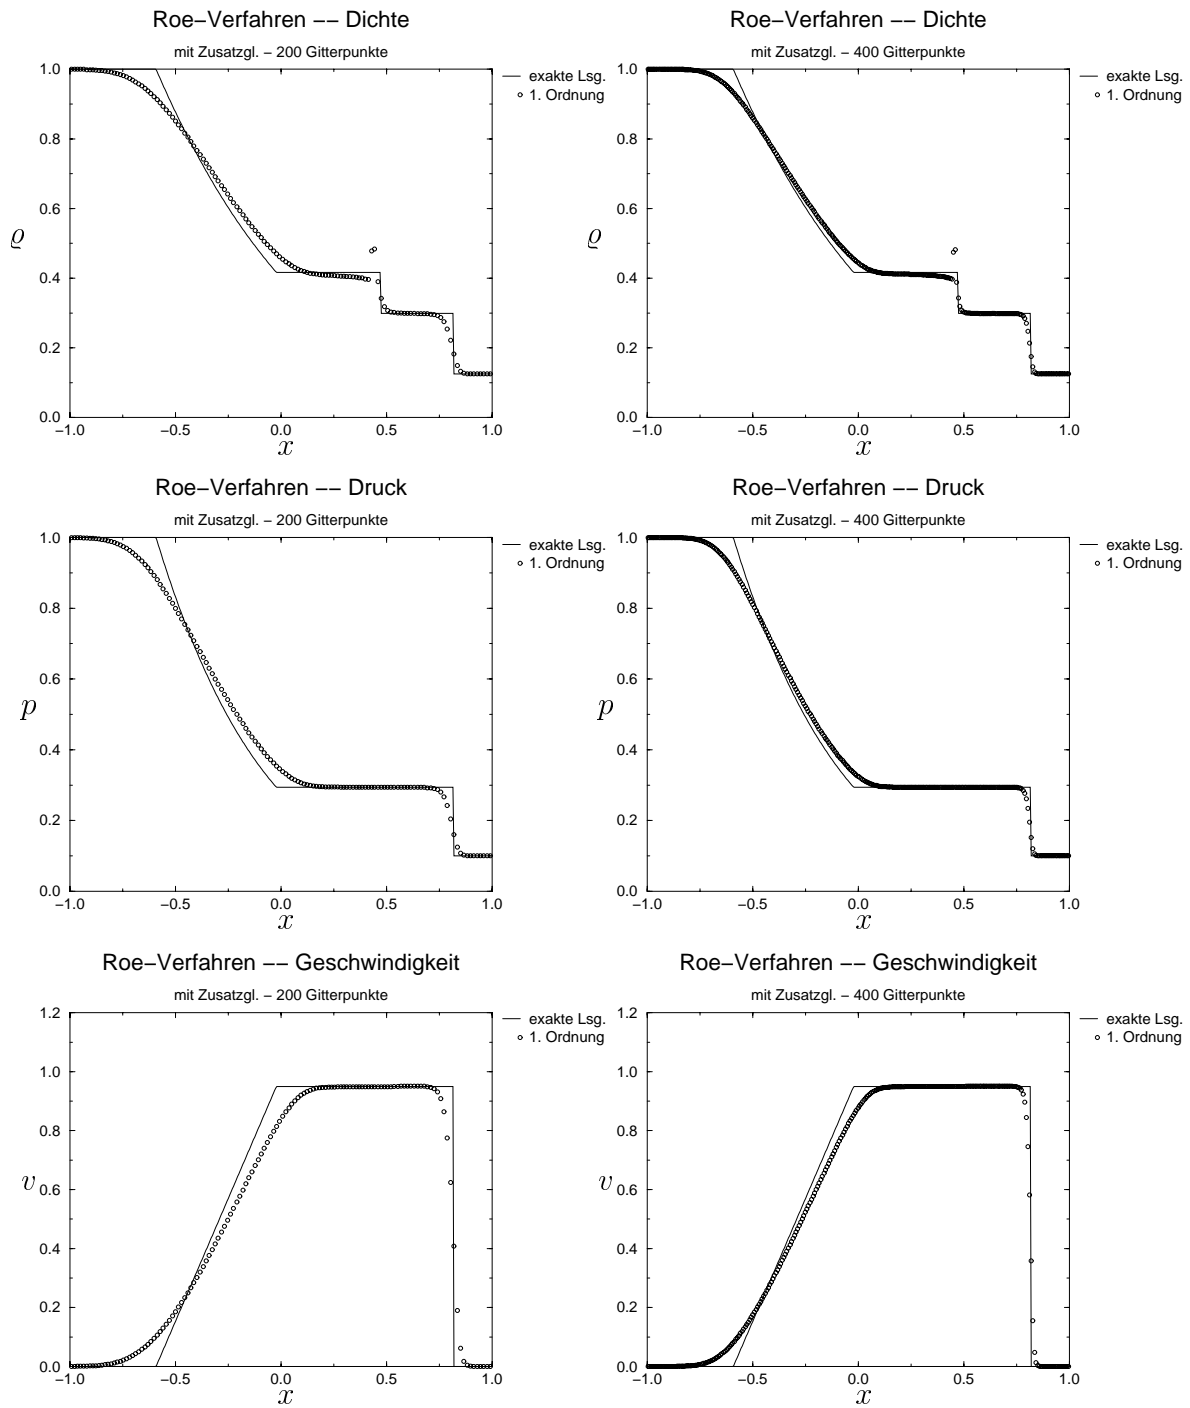 Roe−Verfahren −− Dichte
mit Zusatzgl. − 200 Gitterpunkte
exakte Lsg.
1. Ordnung
1.0
0.8
0.6
0.4
0.2
0.0
ϱ
−1.0 −0.5 0.0 0.5 1.0
x
Roe−Verfahren −− Dichte
mit Zusatzgl. − 400 Gitterpunkte
exakte Lsg.
1. Ordnung
1.0
0.8
0.6
0.4
0.2
0.0
ϱ
−1.0 −0.5 0.0 0.5 1.0
x
Roe−Verfahren −− Druck
mit Zusatzgl. − 200 Gitterpunkte
exakte Lsg.
1. Ordnung
1.0
0.8
0.6
0.4
0.2
0.0
p
−1.0 −0.5 0.0 0.5 1.0
x
Roe−Verfahren −− Druck
mit Zusatzgl. − 400 Gitterpunkte
exakte Lsg.
1. Ordnung
1.0
0.8
0.6
0.4
0.2
0.0
p
−1.0 −0.5 0.0 0.5 1.0
x
Roe−Verfahren −− Geschwindigkeit
mit Zusatzgl. − 200 Gitterpunkte
exakte Lsg.
1. Ordnung
1.2
1.0
0.8
0.6
0.4
0.2
0.0
v
−1.0 −0.5 0.0 0.5 1.0
x
Roe−Verfahren −− Geschwindigkeit
mit Zusatzgl. − 400 Gitterpunkte
exakte Lsg.
1. Ordnung
1.2
1.0
0.8
0.6
0.4
0.2
0.0
v
−1.0 −0.5 0.0 0.5 1.0
x